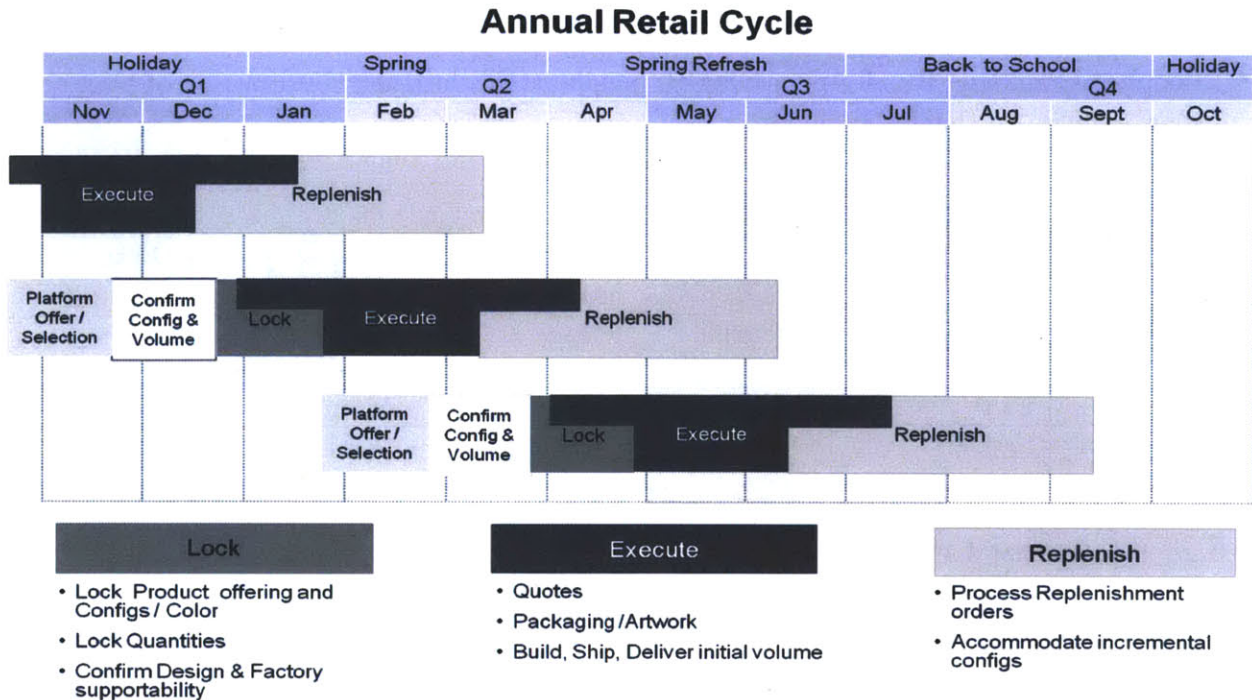 Annual Retail Cycle
Holiday Spring Spring Refresh Back to School Holiday
Q1 Q2 Q3 Q4
Nov Dec Jan Feb Mar Apr May Jun Jul Aug Sept Oct
Execute Replenish
Platform
Offer /
Selection
Confirm
Config &
Volume
Lock Execute Replenish
Platform
Offer /
Selection
Confirm
Config &
Volume
Lock Execute Replenish
Lock
• Lock Product offering and
Configs / Color
• Lock Quantities
• Confirm Design & Factory
supportability
Execute
• Quotes
• Packaging /Artwork
• Build, Ship, Deliver initial volume
Replenish
• Process Replenishment
orders
• Accommodate incremental
configs